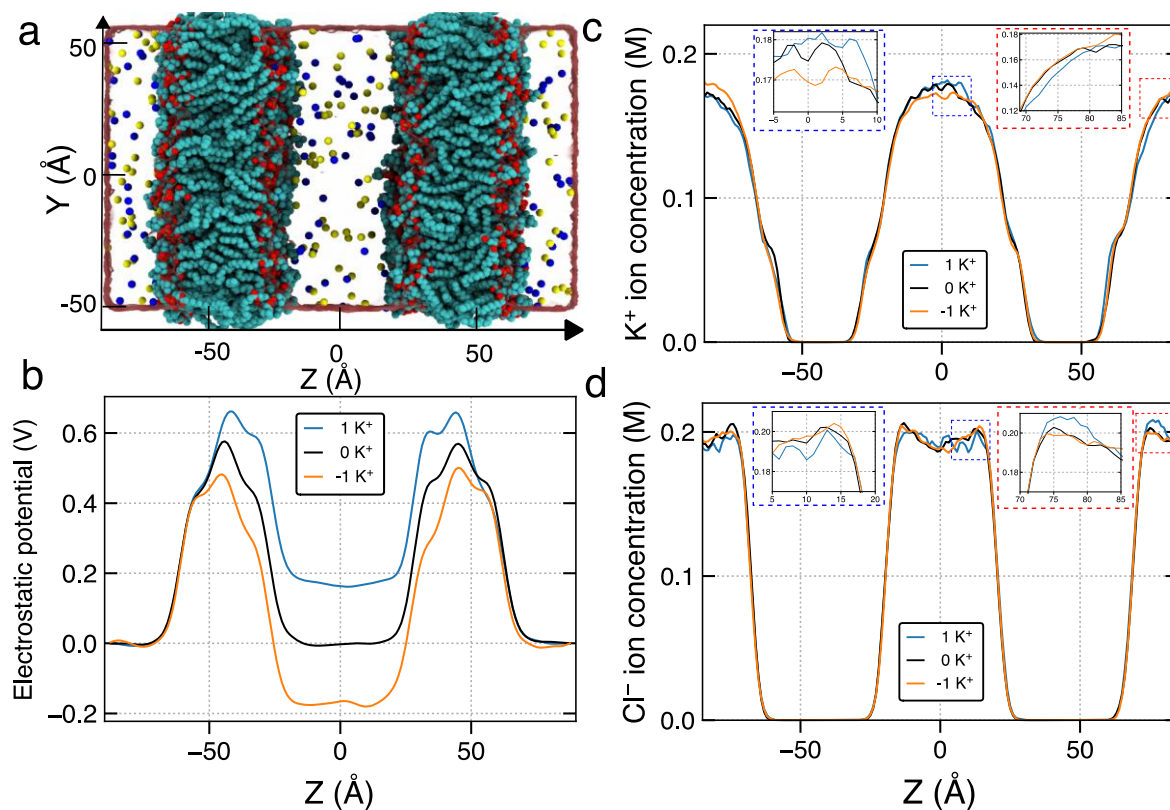 a
50
0
-50
Y (Å)
-50
0
50
Z (Å)
b
0.6
0.4
0.2
0.0
−0.2
Electrostatic potential (V)
1 K⁺
0 K⁺
-1 K⁺
−50
0
50
Z (Å)
c
0.2
0.1
0.0
K⁺ ion concentration (M)
0.18
0.17
−5
0
5
10
0.18
0.16
0.14
0.12
70
75
80
85
1 K⁺
0 K⁺
-1 K⁺
−50
0
50
d
0.2
0.1
0.0
Cl⁻ ion concentration (M)
0.20
0.19
0.18
5
10
15
20
0.20
0.19
0.18
70
75
80
85
1 K⁺
0 K⁺
-1 K⁺
−50
0
50
Z (Å)